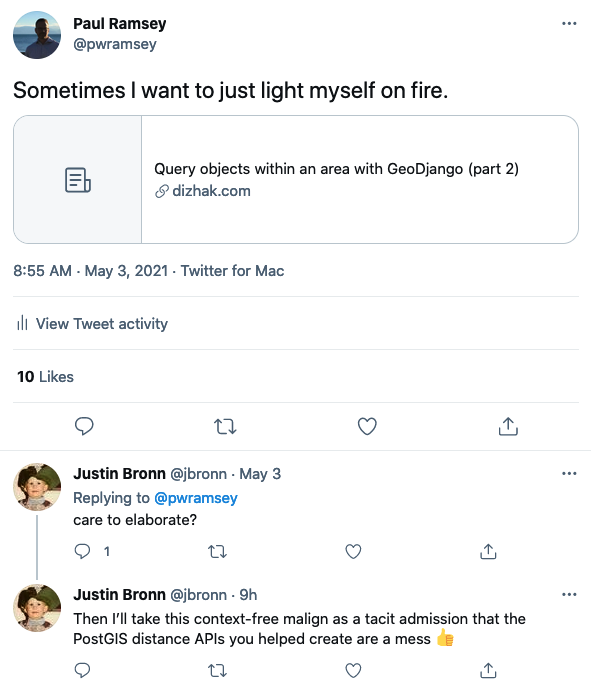 Paul Ramsey
@pwramsey
Sometimes I want to just light myself on fire.
Query objects within an area with GeoDjango (part 2)
dizhak.com
8:55 AM · May 3, 2021 · Twitter for Mac
View Tweet activity
10 Likes
Justin Bronn @jbronn · May 3
Replying to @pwramsey
care to elaborate?
1
Justin Bronn @jbronn · 9h
Then I’ll take this context-free malign as a tacit admission that the
PostGIS distance APIs you helped create are a mess 👍